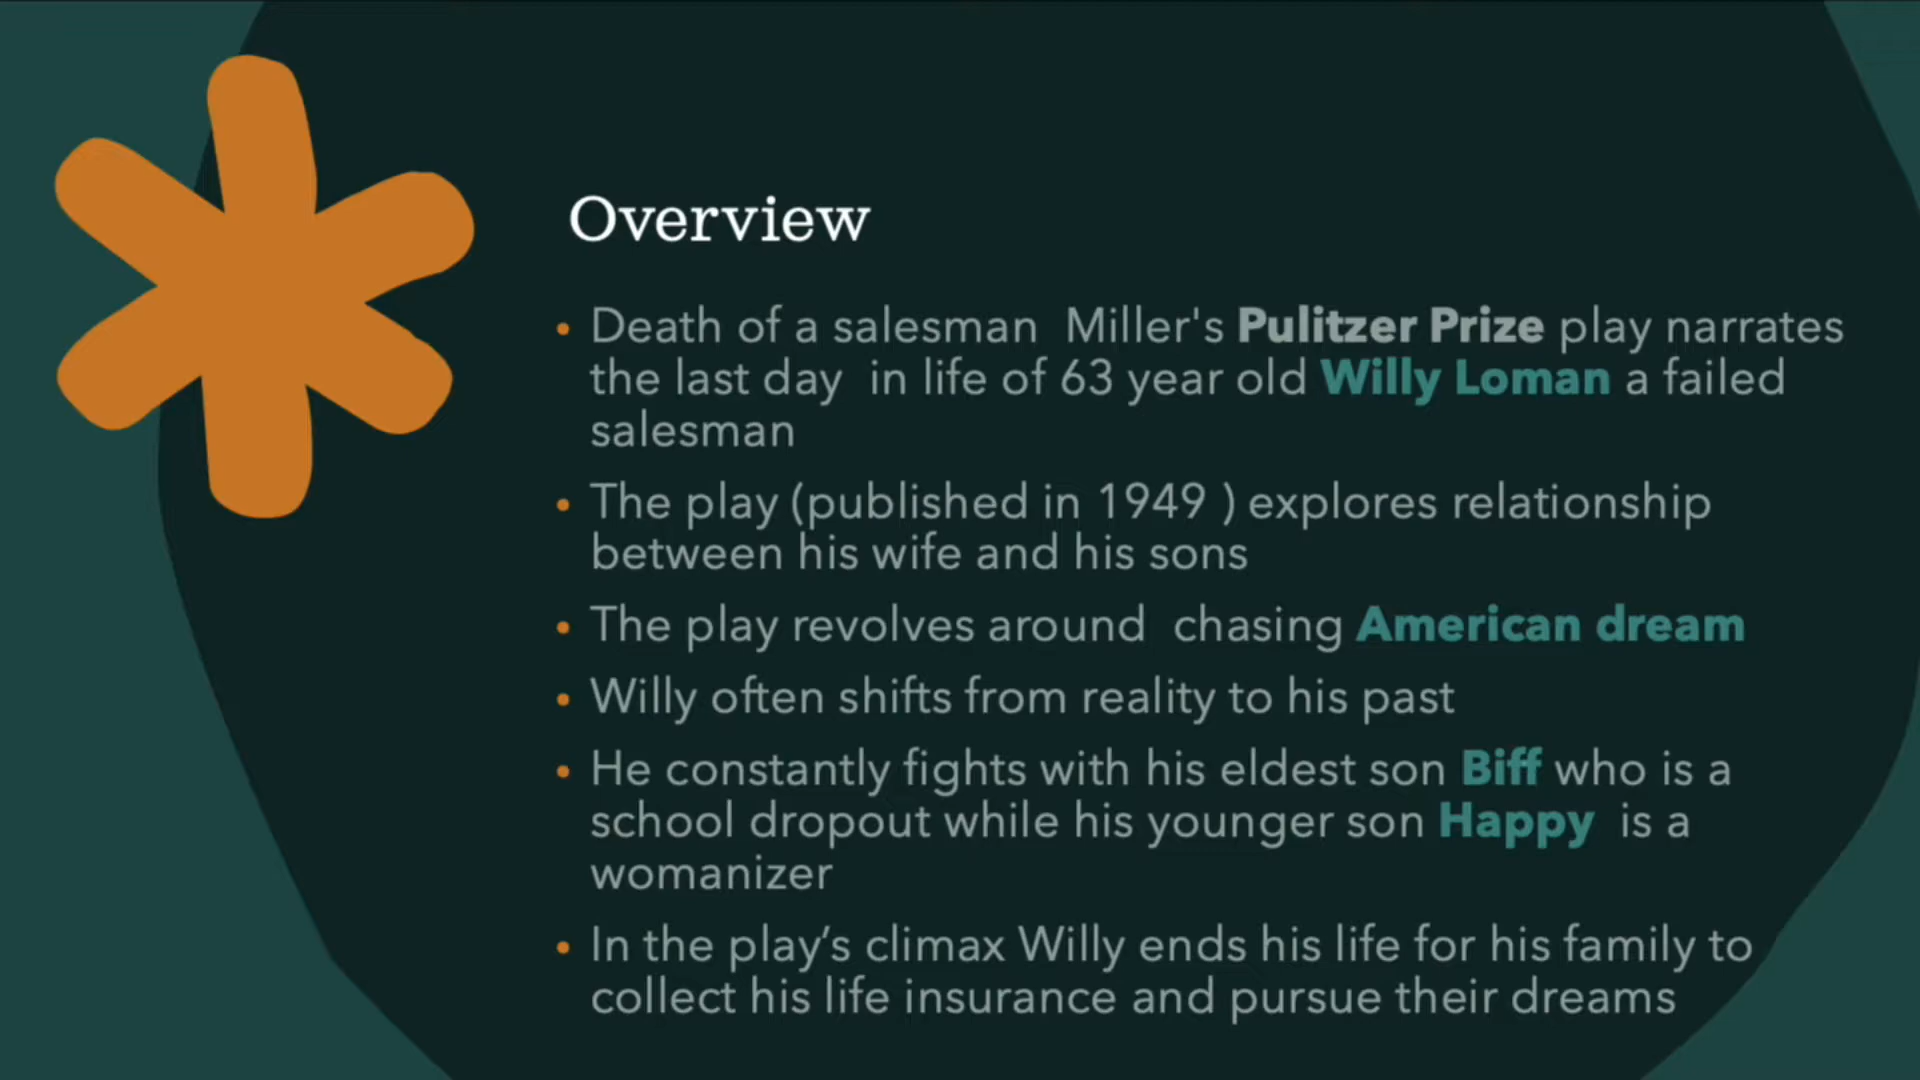 Overview
• Death of a salesman  Miller's Pulitzer Prize play narrates
the last day  in life of 63 year old Willy Loman a failed
salesman
• The play (published in 1949 ) explores relationship
between his wife and his sons
• The play revolves around  chasing American dream
• Willy often shifts from reality to his past
• He constantly fights with his eldest son Biff who is a
school dropout while his younger son Happy  is a
womanizer
• In the play’s climax Willy ends his life for his family to
collect his life insurance and pursue their dreams